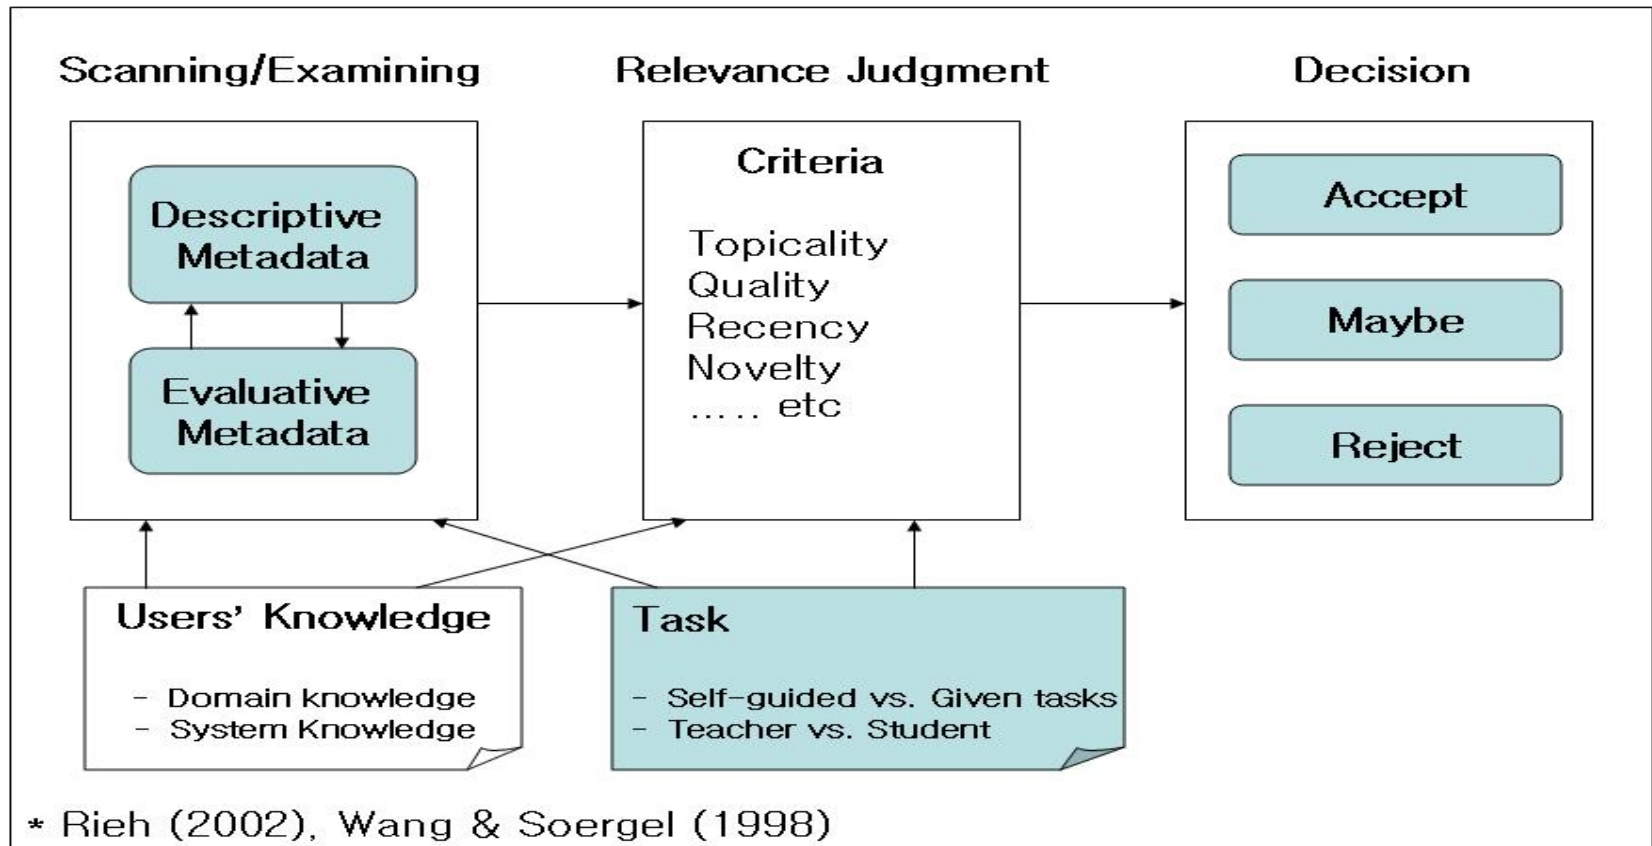 Scanning/Examining
Relevance Judgment
Decision
Descriptive
Metadata
Evaluative
Metadata
Criteria
Topicality
Quality
Recency
Novelty
..... etc
Accept
Maybe
Reject
Users' Knowledge
- Domain knowledge
- System Knowledge
Task
- Self-guided vs. Given tasks
- Teacher vs. Student
* Rieh (2002), Wang & Soergel (1998)